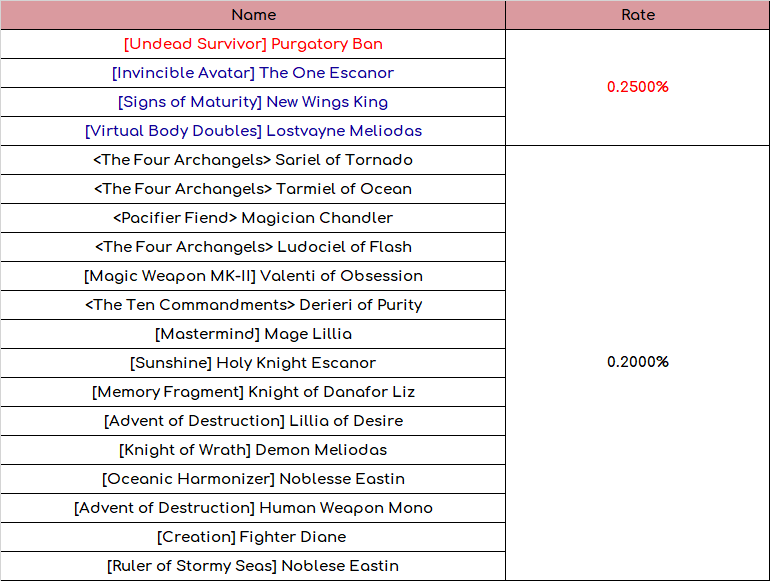 Name Rate
[Undead Survivor] Purgatory Ban
[Invincible Avatar] The One Escanor
0.2500%
[Signs of Maturity] New Wings King
[Virtual Body Doubles] Lostvayne Meliodas
<The Four Archangels> Sariel of Tornado
<The Four Archangels> Tarmiel of Ocean
<Pacifier Fiend> Magician Chandler
<The Four Archangels> Ludociel of Flash
[Magic Weapon MK-II] Valenti of Obsession
<The Ten Commandments> Derieri of Purity
[Mastermind] Mage Lillia
[Sunshine] Holy Knight Escanor
0.2000%
[Memory Fragment] Knight of Danafor Liz
[Advent of Destruction] Lillia of Desire
[Knight of Wrath] Demon Meliodas
[Oceanic Harmonizer] Noblesse Eastin
[Advent of Destruction] Human Weapon Mono
[Creation] Fighter Diane
[Ruler of Stormy Seas] Noblese Eastin